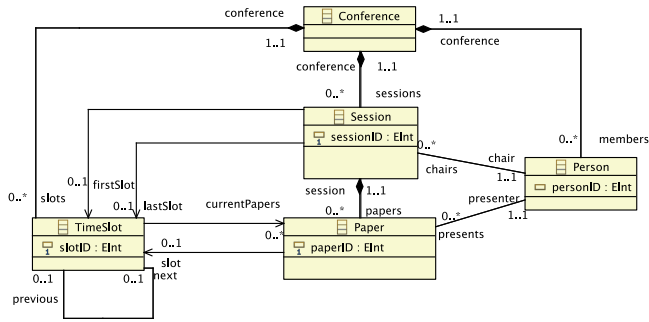 conference
Conference
1..1
1..1
conference
conference
1..1
0..*
sessions
Session
sessionID : EInt
0..*
0..*
members
chair
chairs
1..1
Person
personID : EInt
0..1
firstSlot
0..1
lastSlot
session
1..1
0..*
slots
currentPapers
0..*
papers
presenter
0..*
1..1
presents
TimeSlot
slotID : EInt
0..*
Paper
paperID : EInt
0..1
slot
0..1
0..1
next
previous